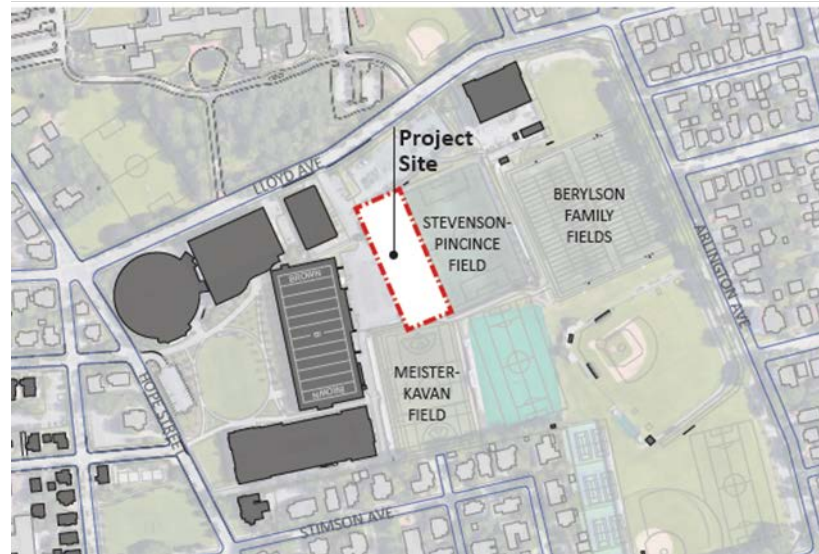 LLOYD AVE
Project
Site
STEVENSON-
PINCINCE
FIELD
BERYLSON
FAMILY
FIELDS
ARLINGTON AVE
BROWN
B
BROWN
MEISTER-
KAVAN
FIELD
HOPE STREET
STIMSON AVE